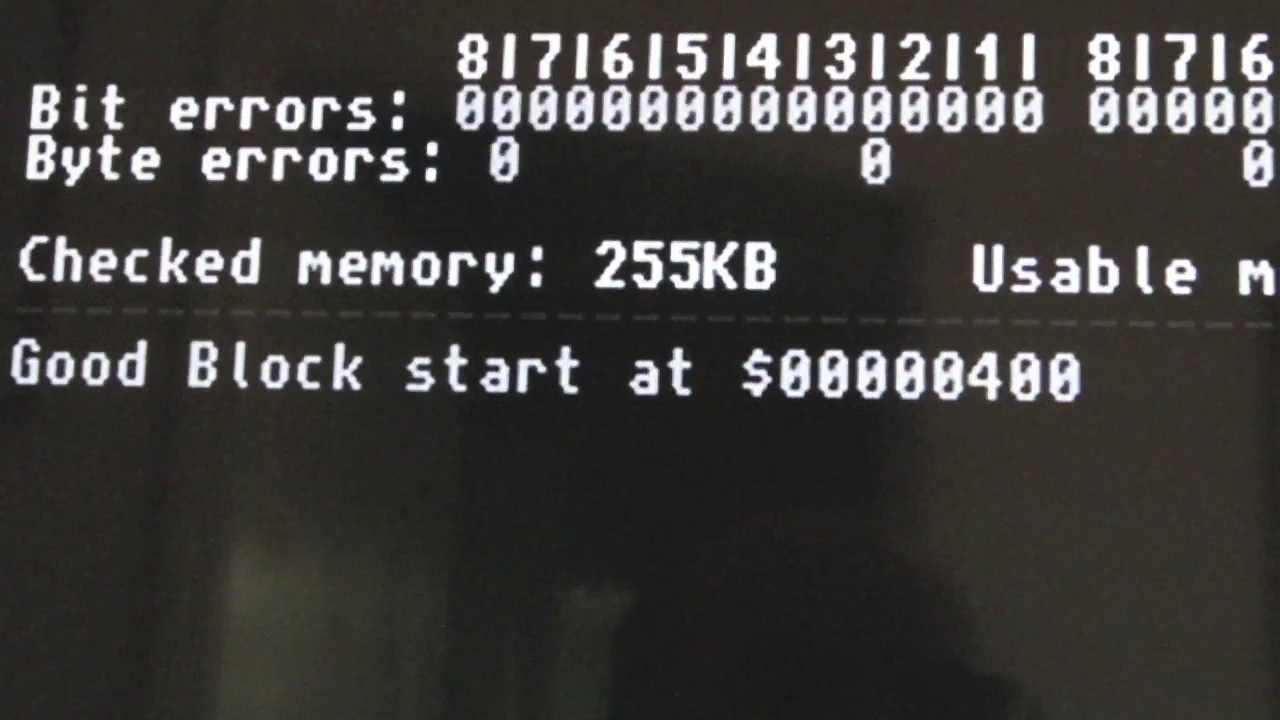 8|7|6|5|4|3|2|1| 8|7|6
Bit errors: 0000000000000000 00000
Byte errors: 0 0 0
Checked memory: 255KB Usable m
Good Block start at $00000400